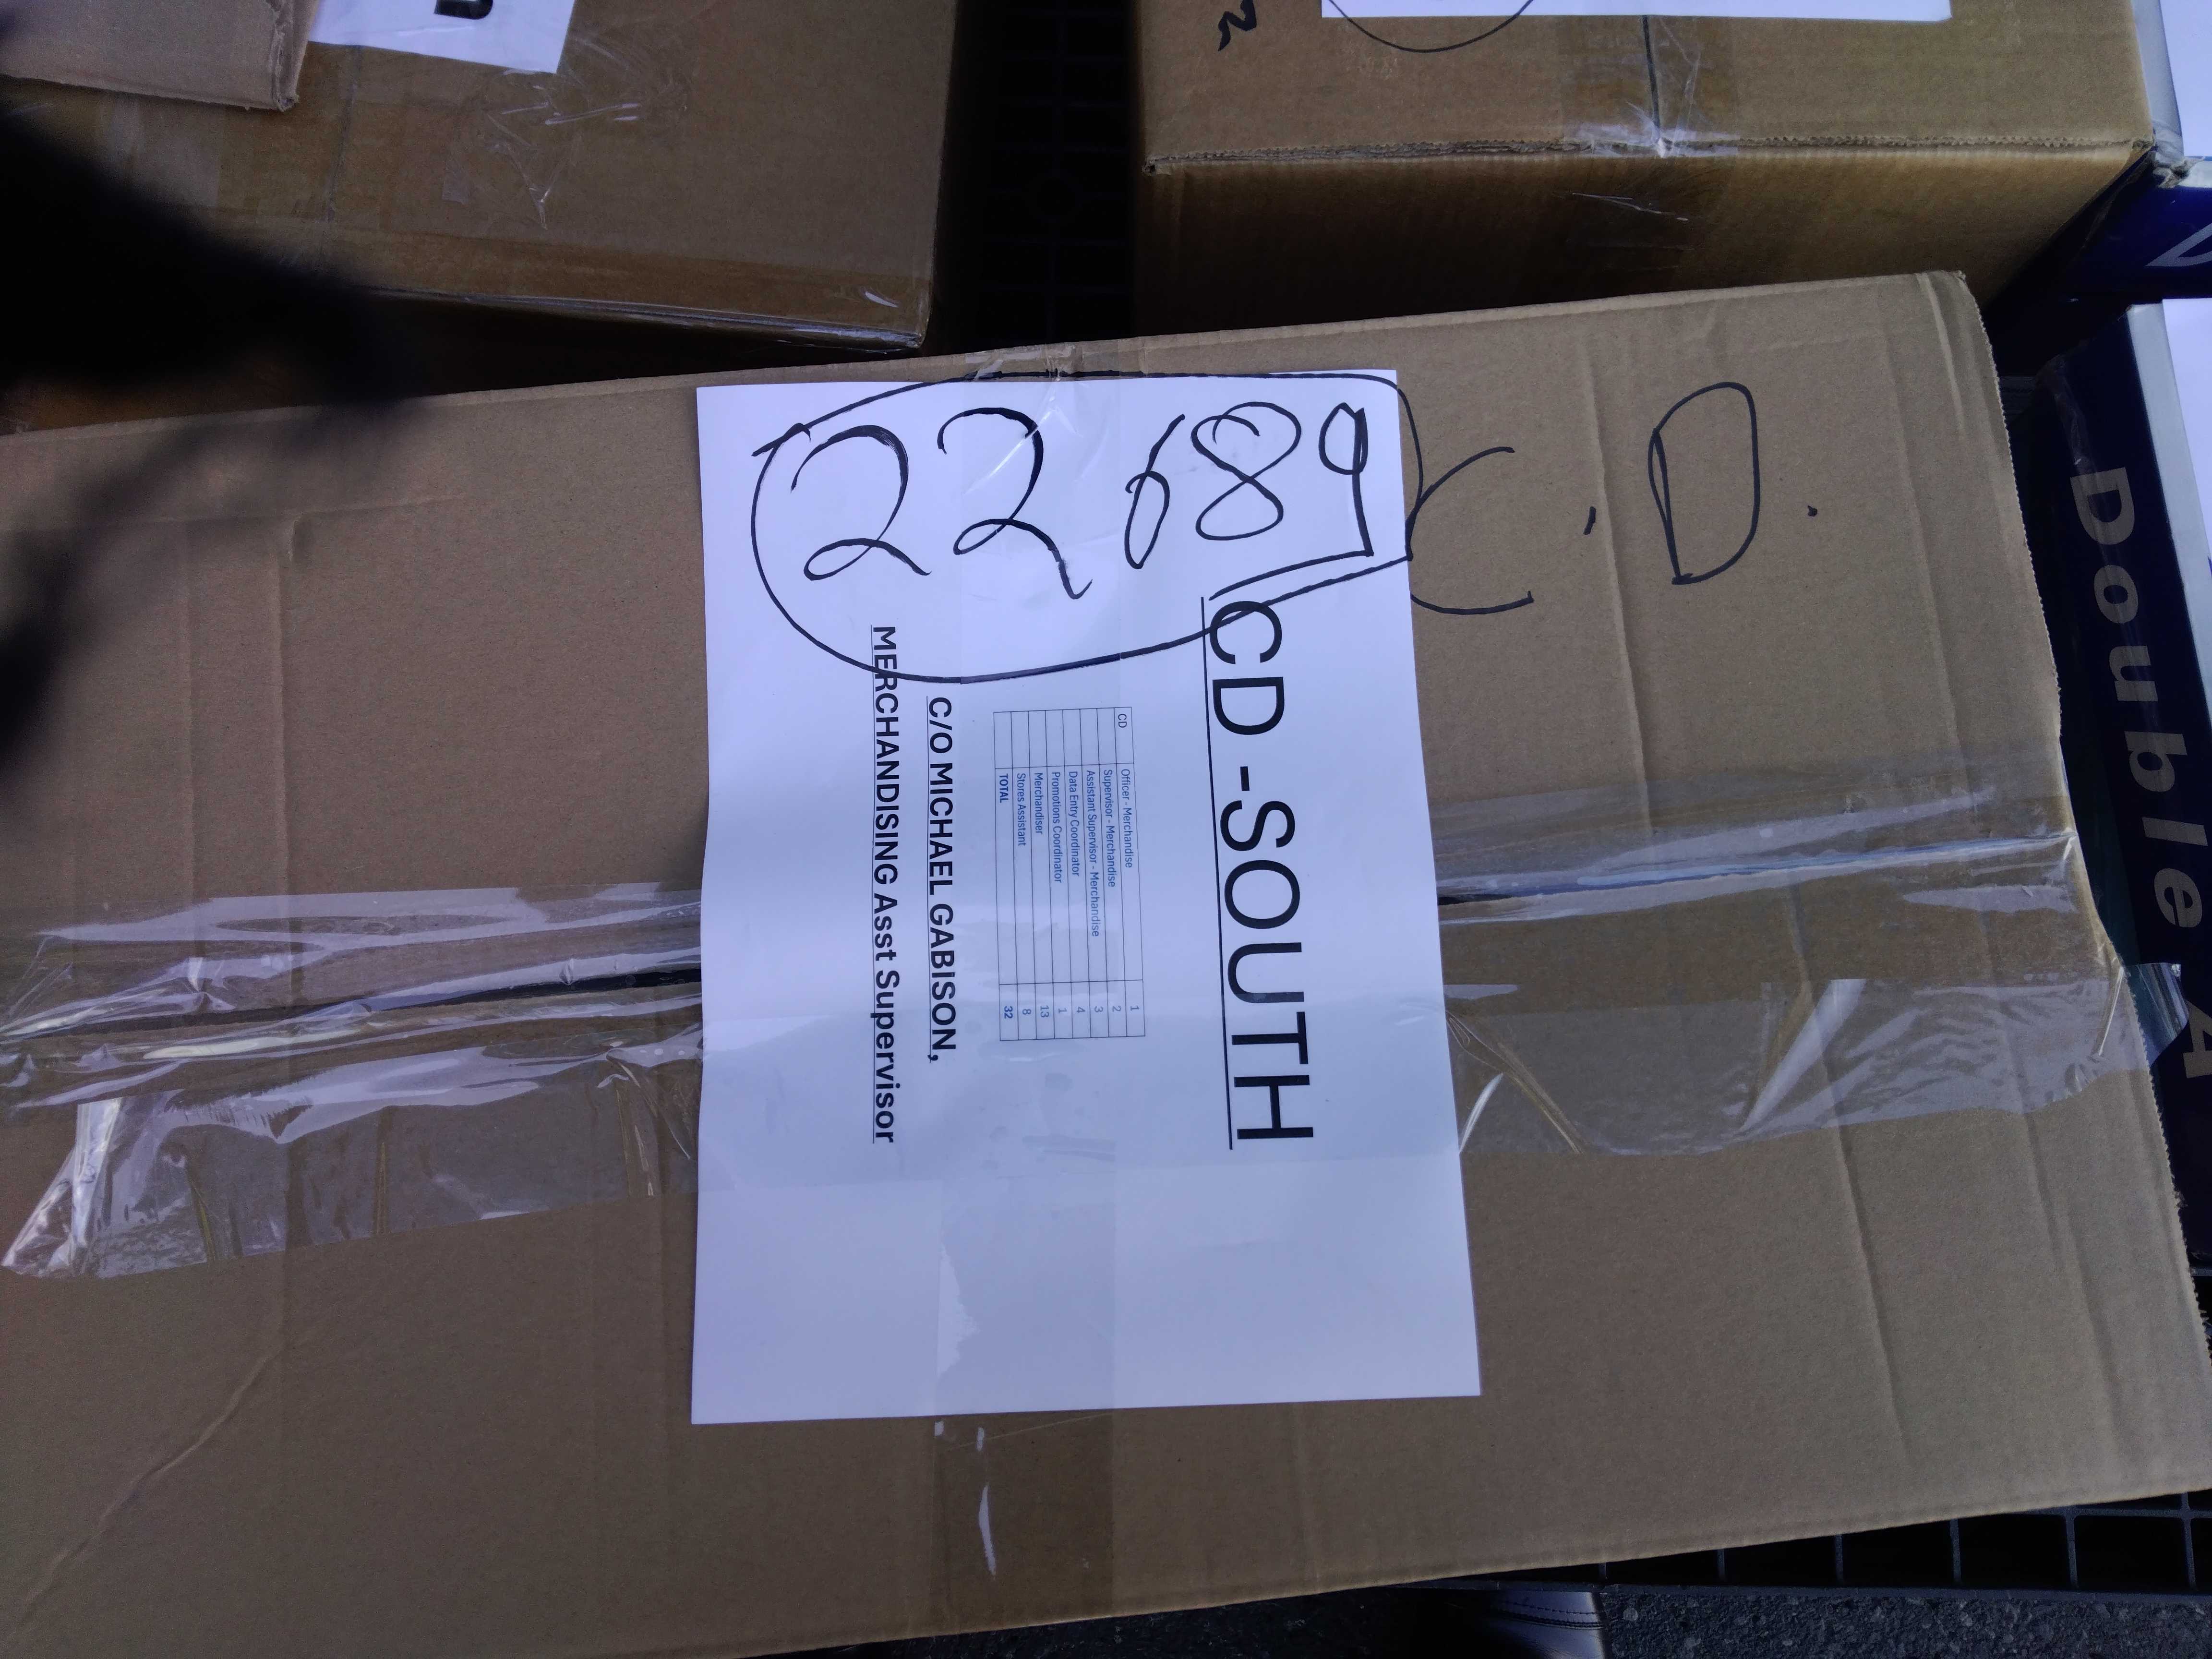 22689
C.D.
CD -SOUTH
CD Officer - Merchandise 1
Supervisor - Merchandise 2
Assistant Supervisor - Merchandise 3
Data Entry Coordinator 4
Promotions Coordinator 1
Merchandiser 13
Stores Assistant 8
TOTAL 32
C/O MICHAEL GABISON,
MERCHANDISING Asst Supervisor
Double A
2